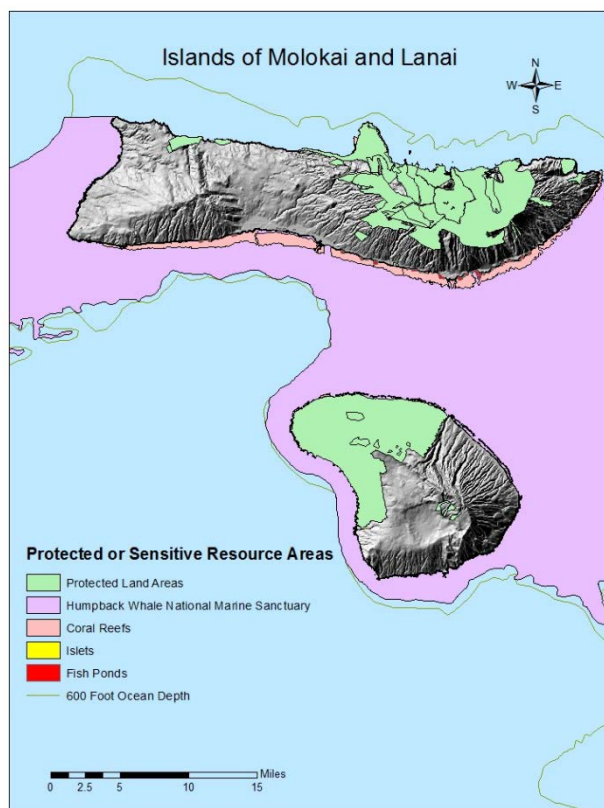 Islands of Molokai and Lanai
N
W E
S
Protected or Sensitive Resource Areas
Protected Land Areas
Humpback Whale National Marine Sanctuary
Coral Reefs
Islets
Fish Ponds
600 Foot Ocean Depth
Miles
0 2.5 5 10 15